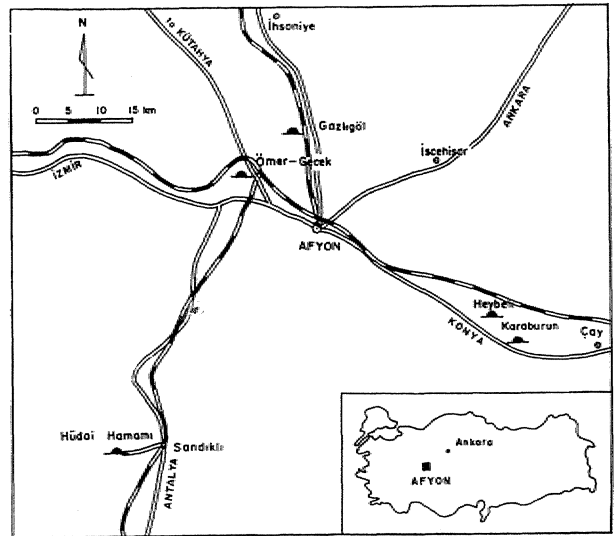 N
0 5 10 15 km
to KÜTAHYA
İhsaniye
Gazlıgöl
ANKARA
İscehisar
İZMİR
Ömer-Gecek
AFYON
Heybeli
Karaburun
KONYA
Çay
Hüdai Hamamı
Sandıklı
ANTALYA
Ankara
AFYON